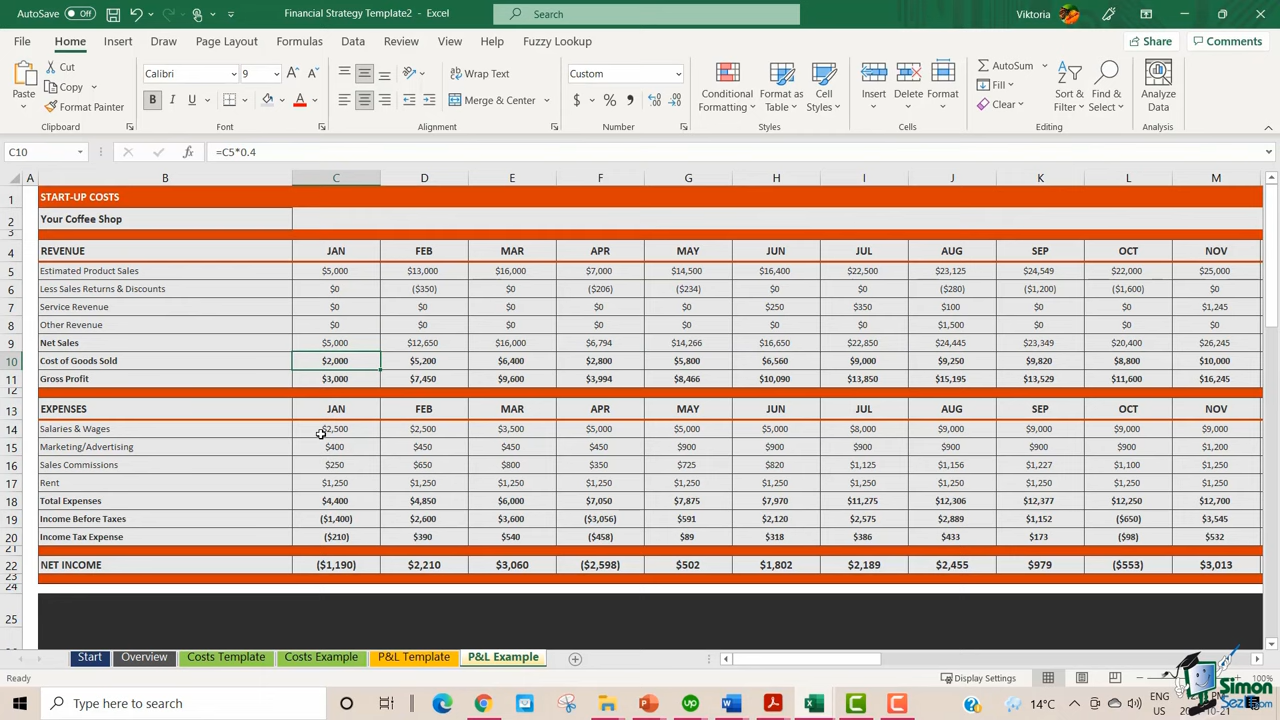 AutoSave Off Financial Strategy Template2 - Excel Search Viktoria
File Home Insert Draw Page Layout Formulas Data Review View Help Fuzzy Lookup Share Comments
Paste Cut Copy Format Painter Clipboard
Calibri 9 B I U A Font
Wrap Text Merge & Center Alignment
Custom $ % , Number
Conditional Formatting Format as Table Cell Styles Styles
Insert Delete Format Cells
AutoSum Fill Clear Sort & Filter Find & Select Editing
Analyze Data Analysis
C10 fx =C5*0.4
A B C D E F G H I J K L M
1 START-UP COSTS
2 Your Coffee Shop
3
4 REVENUE JAN FEB MAR APR MAY JUN JUL AUG SEP OCT NOV
5 Estimated Product Sales $5,000 $13,000 $16,000 $7,000 $14,500 $16,400 $22,500 $23,125 $24,549 $22,000 $25,000
6 Less Sales Returns & Discounts $0 ($350) $0 ($206) ($234) $0 $0 ($280) ($1,200) ($1,600) $0
7 Service Revenue $0 $0 $0 $0 $0 $250 $350 $100 $0 $0 $1,245
8 Other Revenue $0 $0 $0 $0 $0 $0 $0 $1,500 $0 $0 $0
9 Net Sales $5,000 $12,650 $16,000 $6,794 $14,266 $16,650 $22,850 $24,445 $23,349 $20,400 $26,245
10 Cost of Goods Sold $2,000 $5,200 $6,400 $2,800 $5,800 $6,560 $9,000 $9,250 $9,820 $8,800 $10,000
11 Gross Profit $3,000 $7,450 $9,600 $3,994 $8,466 $10,090 $13,850 $15,195 $13,529 $11,600 $16,245
12
13 EXPENSES JAN FEB MAR APR MAY JUN JUL AUG SEP OCT NOV
14 Salaries & Wages $2,500 $2,500 $3,500 $5,000 $5,000 $5,000 $8,000 $9,000 $9,000 $9,000 $9,000
15 Marketing/Advertising $400 $450 $450 $450 $900 $900 $900 $900 $900 $900 $1,200
16 Sales Commissions $250 $650 $800 $350 $725 $820 $1,125 $1,156 $1,227 $1,100 $1,250
17 Rent $1,250 $1,250 $1,250 $1,250 $1,250 $1,250 $1,250 $1,250 $1,250 $1,250 $1,250
18 Total Expenses $4,400 $4,850 $6,000 $7,050 $7,875 $7,970 $11,275 $12,306 $12,377 $12,250 $12,700
19 Income Before Taxes ($1,400) $2,600 $3,600 ($3,056) $591 $2,120 $2,575 $2,889 $1,152 ($650) $3,545
20 Income Tax Expense ($210) $390 $540 ($458) $89 $318 $386 $433 $173 ($98) $532
21
22 NET INCOME ($1,190) $2,210 $3,060 ($2,598) $502 $1,802 $2,189 $2,455 $979 ($553) $3,013
23
24
25
Start Overview Costs Template Costs Example P&L Template P&L Example
Ready Display Settings 100%
Type here to search 14°C ENG
Simon Sez IT